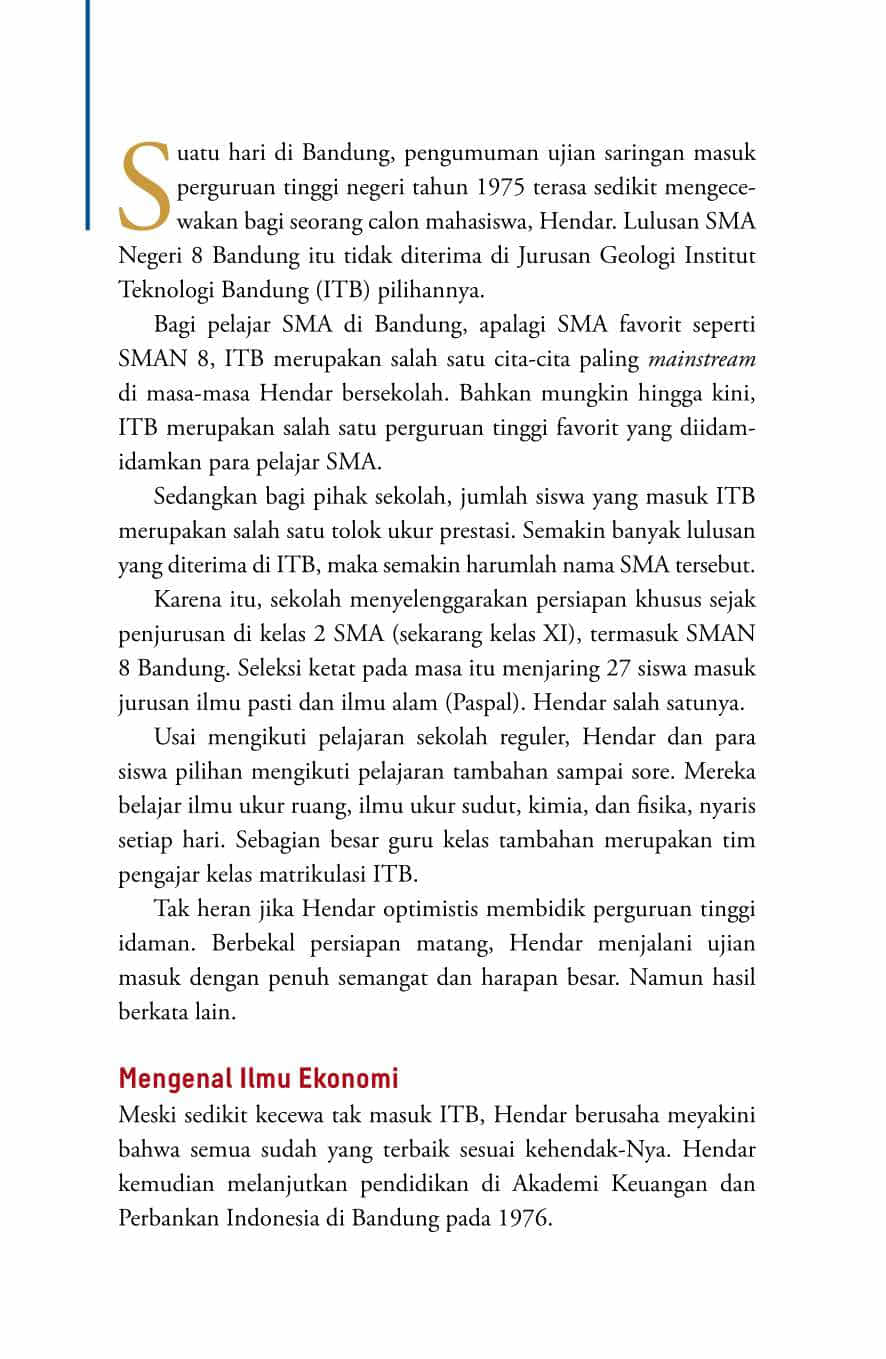 Suatu hari di Bandung, pengumuman ujian saringan masuk
perguruan tinggi negeri tahun 1975 terasa sedikit mengece-
wakan bagi seorang calon mahasiswa, Hendar. Lulusan SMA
Negeri 8 Bandung itu tidak diterima di Jurusan Geologi Institut
Teknologi Bandung (ITB) pilihannya.
Bagi pelajar SMA di Bandung, apalagi SMA favorit seperti
SMAN 8, ITB merupakan salah satu cita-cita paling mainstream
di masa-masa Hendar bersekolah. Bahkan mungkin hingga kini,
ITB merupakan salah satu perguruan tinggi favorit yang diidam-
idamkan para pelajar SMA.
Sedangkan bagi pihak sekolah, jumlah siswa yang masuk ITB
merupakan salah satu tolok ukur prestasi. Semakin banyak lulusan
yang diterima di ITB, maka semakin harumlah nama SMA tersebut.
Karena itu, sekolah menyelenggarakan persiapan khusus sejak
penjurusan di kelas 2 SMA (sekarang kelas XI), termasuk SMAN
8 Bandung. Seleksi ketat pada masa itu menjaring 27 siswa masuk
jurusan ilmu pasti dan ilmu alam (Paspal). Hendar salah satunya.
Usai mengikuti pelajaran sekolah reguler, Hendar dan para
siswa pilihan mengikuti pelajaran tambahan sampai sore. Mereka
belajar ilmu ukur ruang, ilmu ukur sudut, kimia, dan fisika, nyaris
setiap hari. Sebagian besar guru kelas tambahan merupakan tim
pengajar kelas matrikulasi ITB.
Tak heran jika Hendar optimistis membidik perguruan tinggi
idaman. Berbekal persiapan matang, Hendar menjalani ujian
masuk dengan penuh semangat dan harapan besar. Namun hasil
berkata lain.
Mengenal Ilmu Ekonomi
Meski sedikit kecewa tak masuk ITB, Hendar berusaha meyakini
bahwa semua sudah yang terbaik sesuai kehendak-Nya. Hendar
kemudian melanjutkan pendidikan di Akademi Keuangan dan
Perbankan Indonesia di Bandung pada 1976.